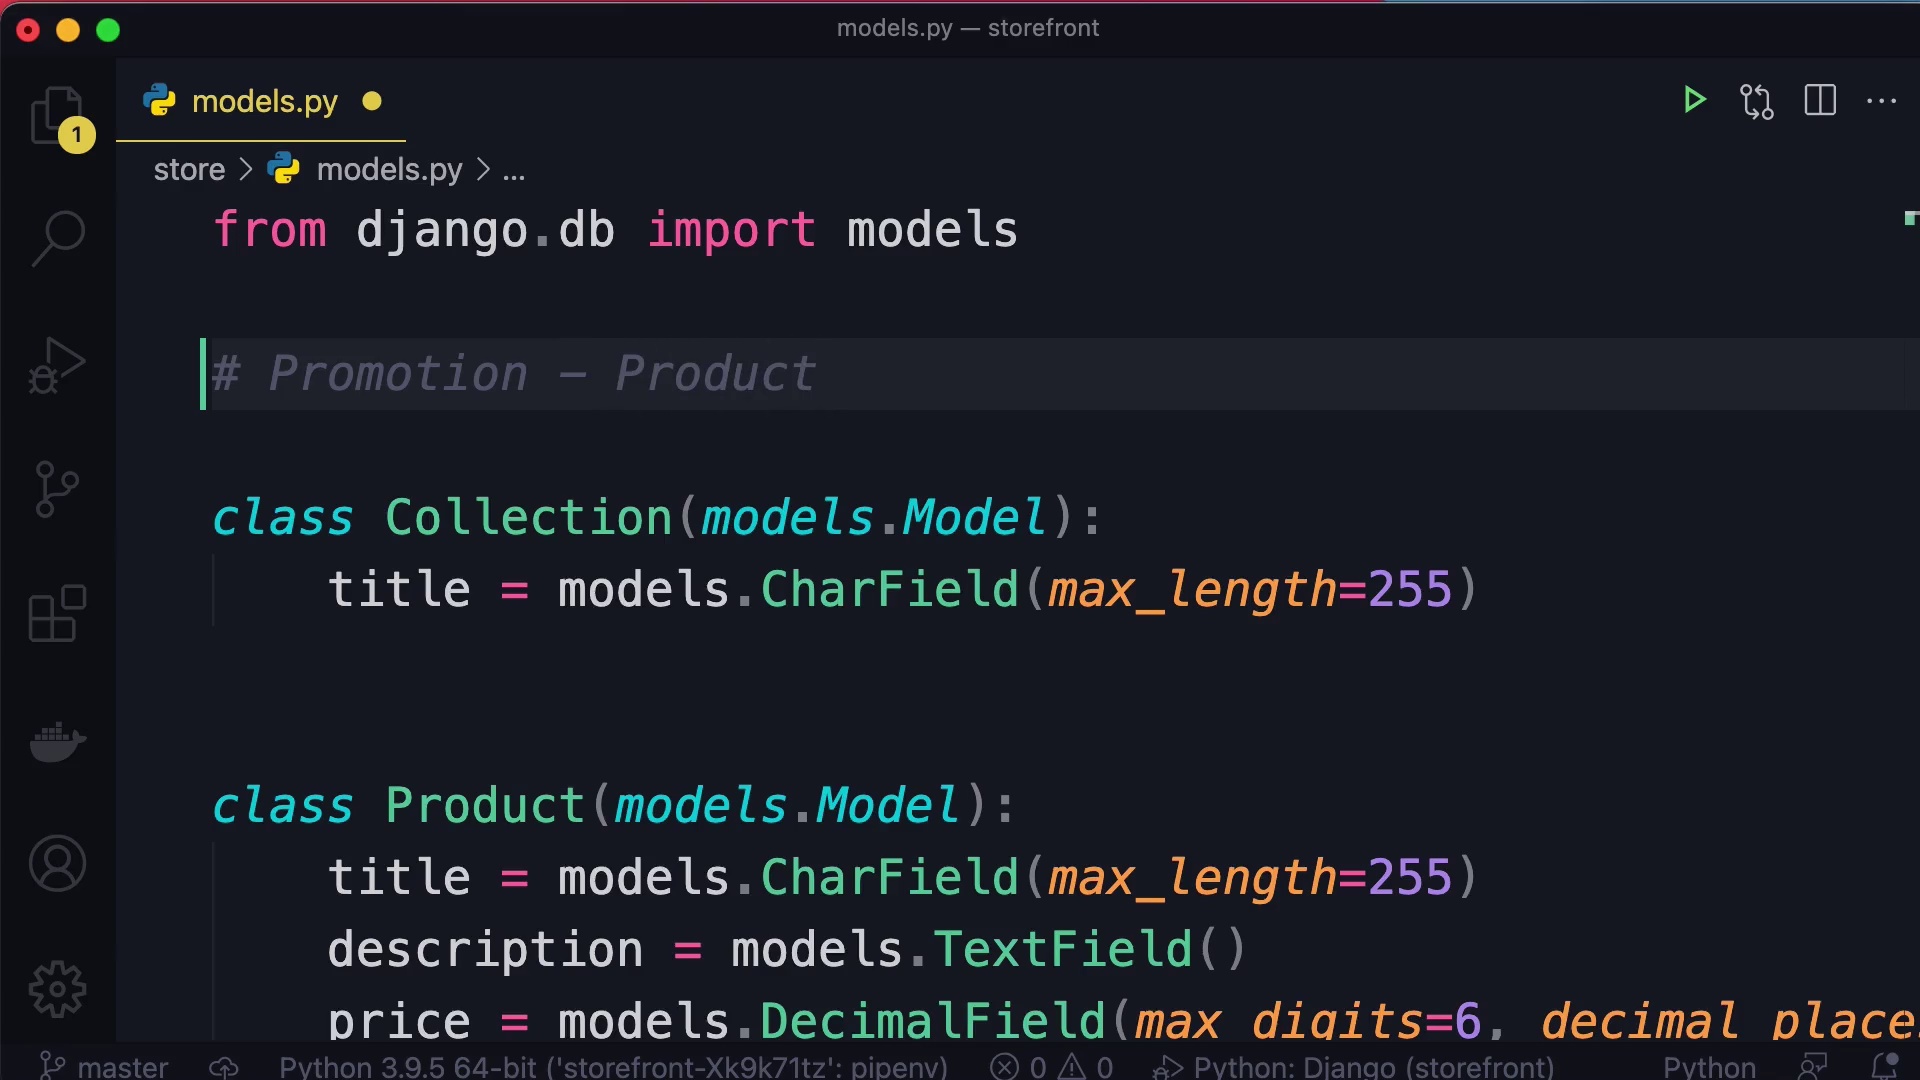 models.py — storefront
models.py
1
store > models.py > ...
from django.db import models
# Promotion - Product
class Collection(models.Model):
title = models.CharField(max_length=255)
class Product(models.Model):
title = models.CharField(max_length=255)
description = models.TextField()
price = models.DecimalField(max_digits=6, decimal_place
master Python 3.9.5 64-bit ('storefront-Xk9k71tz': pipenv) 0 0 Python: Django (storefront) Python